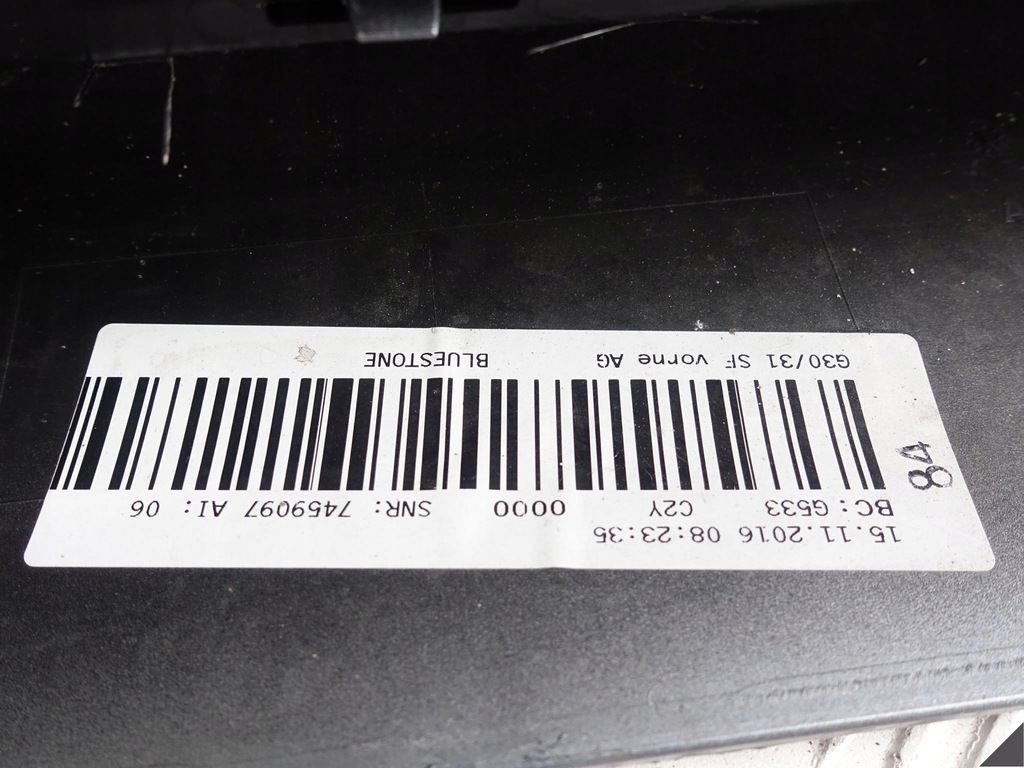 15.11.2016 08:23:35
BC: G533 C2Y 0000 SNR: 7459097 AI: 06
G30/31 SF vorne AG BLUESTONE
84